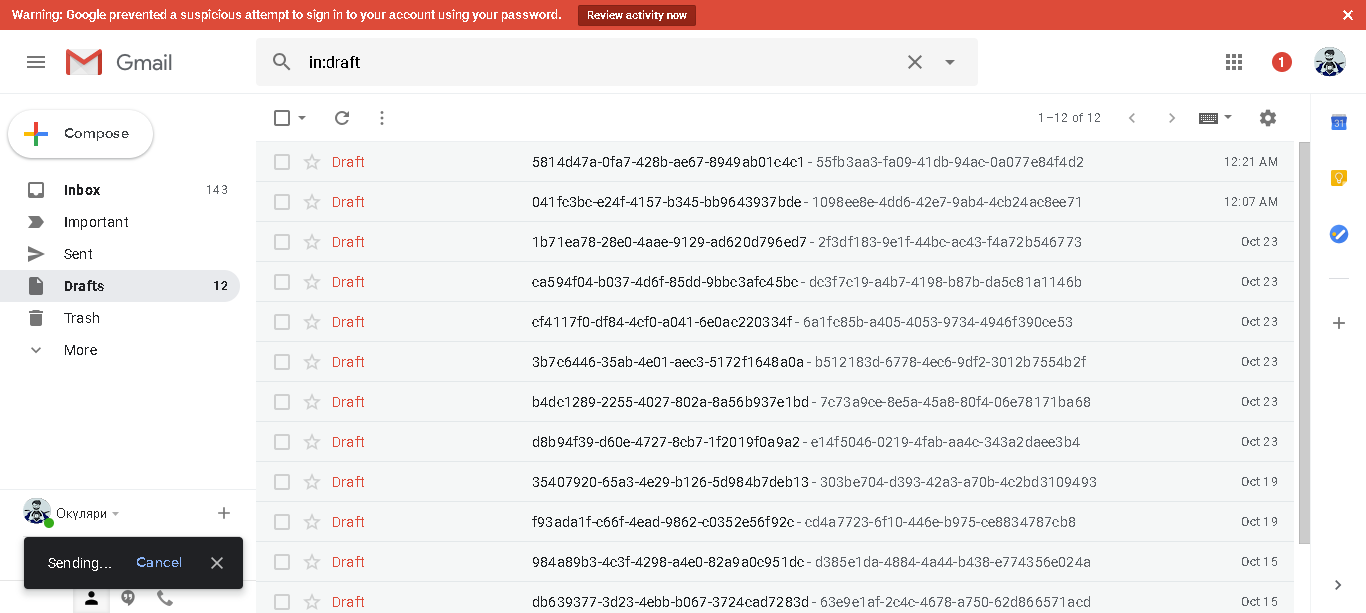 Warning: Google prevented a suspicious attempt to sign in to your account using your password. Review activity now
Gmail
in:draft
1
Compose
1–12 of 12
31
Inbox 143
Important
Sent
Drafts 12
Trash
More
Draft 5814d47a-0fa7-428b-ae67-8949ab01c4c1 - 55fb3aa3-fa09-41db-94ac-0a077e84f4d2 12:21 AM
Draft 041fc3bc-e24f-4157-b345-bb9643937bde - 1098ee8e-4dd6-42e7-9ab4-4cb24ac8ee71 12:07 AM
Draft 1b71ea78-28e0-4aae-9129-ad620d796ed7 - 2f3df183-9e1f-44bc-ac43-f4a72b546773 Oct 23
Draft ca594f04-b037-4d6f-85dd-9bbc3afc45bc - dc3f7c19-a4b7-4198-b87b-da5c81a1146b Oct 23
Draft cf4117f0-df84-4cf0-a041-6e0ac220334f - 6a1fc85b-a405-4053-9734-4946f390ce53 Oct 23
Draft 3b7c6446-35ab-4e01-aec3-5172f1648a0a - b512183d-6778-4ec6-9df2-3012b7554b2f Oct 23
Draft b4dc1289-2255-4027-802a-8a56b937e1bd - 7c73a9ce-8e5a-45a8-80f4-06e78171ba68 Oct 23
Draft d8b94f39-d60e-4727-8cb7-1f2019f0a9a2 - e14f5046-0219-4fab-aa4c-343a2daee3b4 Oct 23
Draft 35407920-65a3-4e29-b126-5d984b7deb13 - 303be704-d393-42a3-a70b-4c2bd3109493 Oct 19
Draft f93ada1f-c66f-4ead-9862-c0352e56f92c - cd4a7723-6f10-446e-b975-ce8834787cb8 Oct 19
Draft 984a89b3-4c3f-4298-a4e0-82a9a0c951dc - d385e1da-4884-4a44-b438-e774356e024a Oct 15
Draft db639377-3d23-4ebb-b067-3724cad7283d - 63e9e1af-2c4c-4678-a750-62d866571acd Oct 15
Окуляри
Sending... Cancel